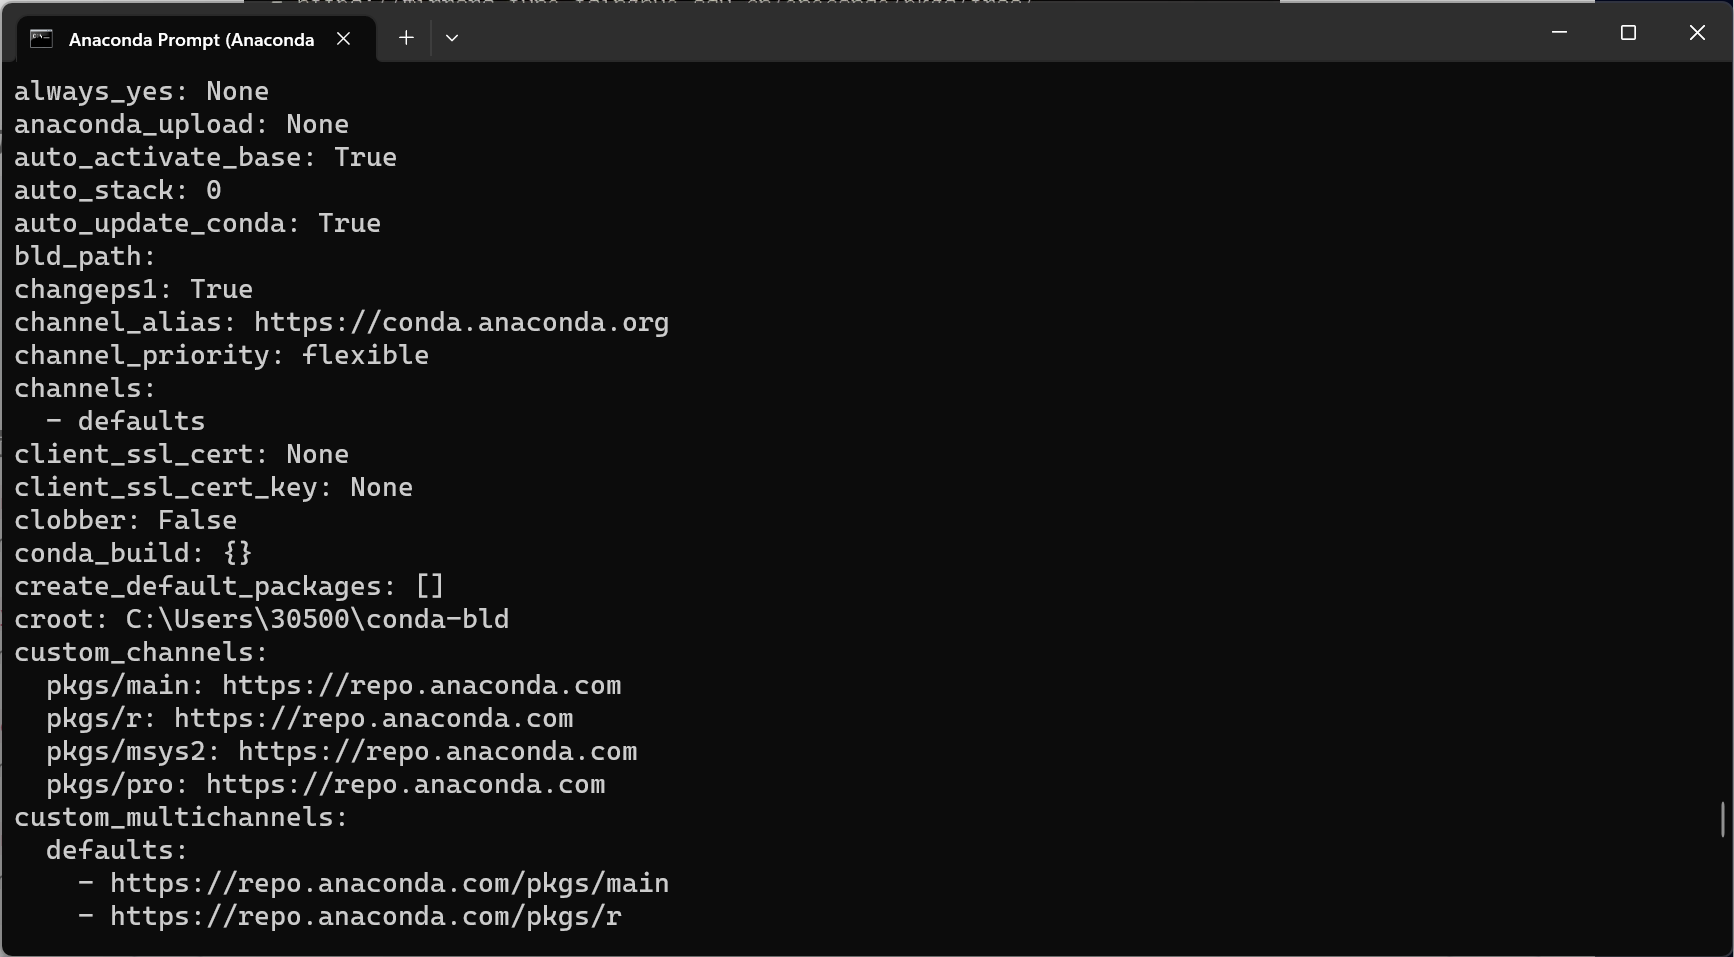 Anaconda Prompt (Anaconda
always_yes: None
anaconda_upload: None
auto_activate_base: True
auto_stack: 0
auto_update_conda: True
bld_path:
changeps1: True
channel_alias: https://conda.anaconda.org
channel_priority: flexible
channels:
  - defaults
client_ssl_cert: None
client_ssl_cert_key: None
clobber: False
conda_build: {}
create_default_packages: []
croot: C:\Users\30500\conda-bld
custom_channels:
  pkgs/main: https://repo.anaconda.com
  pkgs/r: https://repo.anaconda.com
  pkgs/msys2: https://repo.anaconda.com
  pkgs/pro: https://repo.anaconda.com
custom_multichannels:
  defaults:
    - https://repo.anaconda.com/pkgs/main
    - https://repo.anaconda.com/pkgs/r